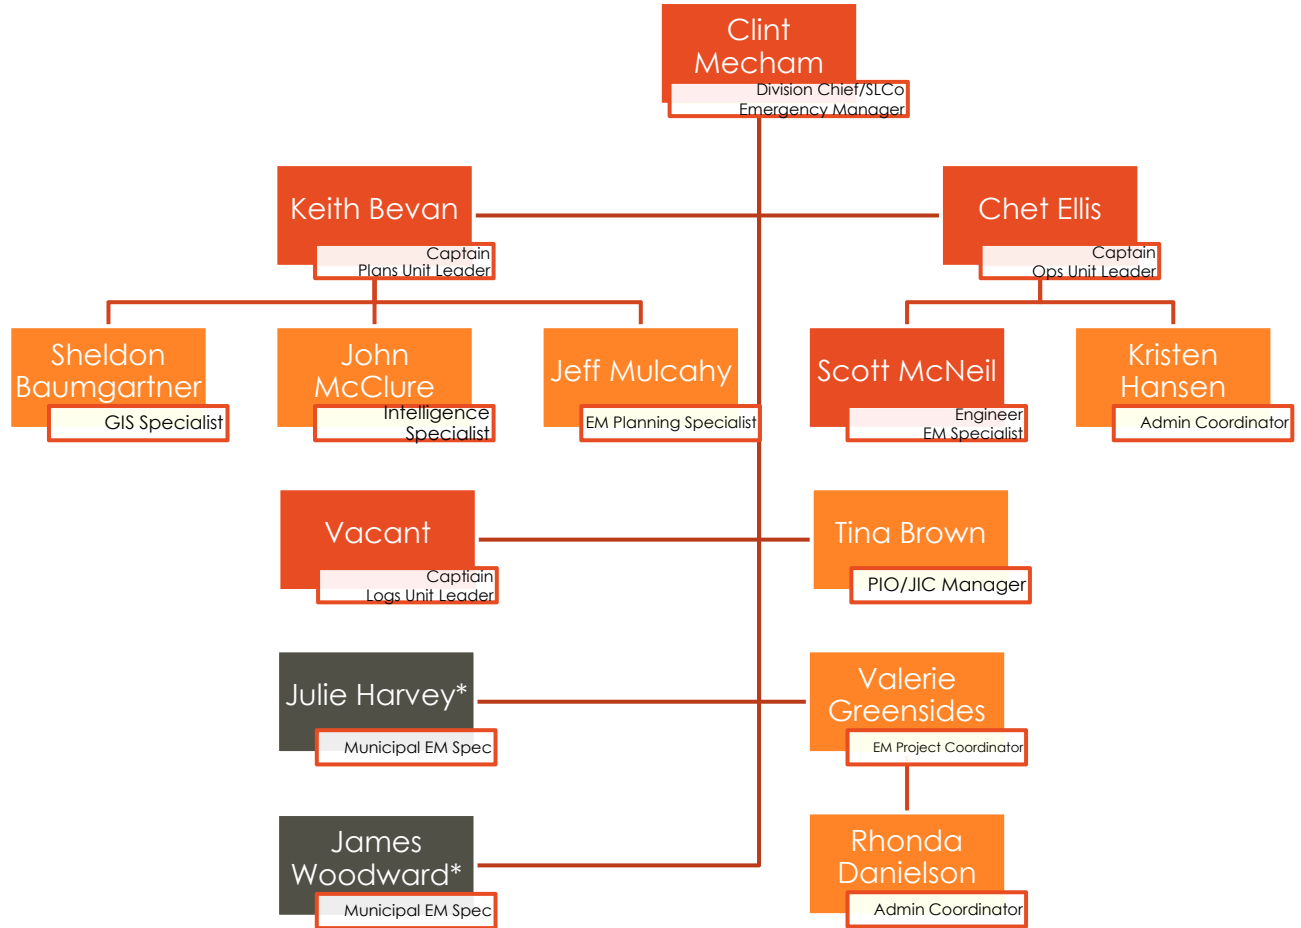 Clint
Mecham
Division Chief/SLCo
Emergency Manager
Keith Bevan
Captain
Plans Unit Leader
Chet Ellis
Captain
Ops Unit Leader
Sheldon
Baumgartner
GIS Specialist
John
McClure
Intelligence
Specialist
Jeff Mulcahy
EM Planning Specialist
Scott McNeil
Engineer
EM Specialist
Kristen
Hansen
Admin Coordinator
Vacant
Captiain
Logs Unit Leader
Tina Brown
PIO/JIC Manager
Julie Harvey*
Municipal EM Spec
Valerie
Greensides
EM Project Coordinator
James
Woodward*
Municipal EM Spec
Rhonda
Danielson
Admin Coordinator